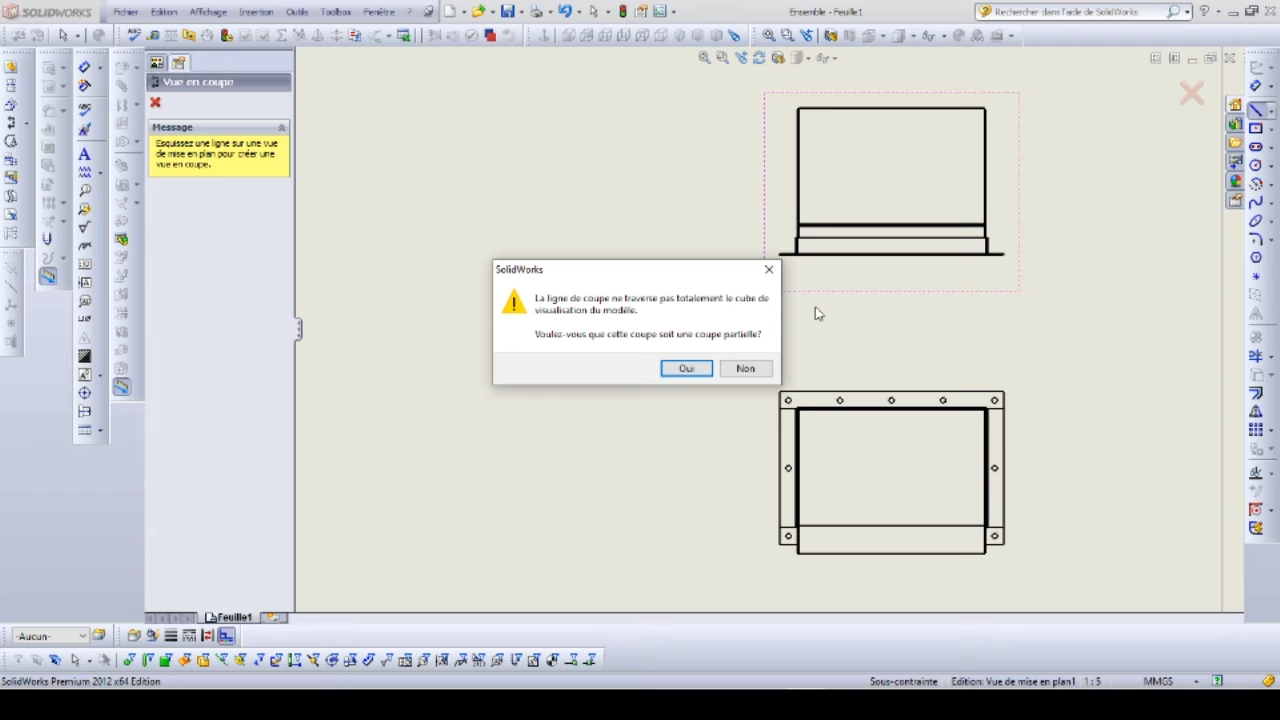 SOLIDWORKS
Fichier Edition Affichage Insertion Outils Toolbox Fenêtre ?
Ensemble - Feuille1
Rechercher dans l'aide de SolidWorks
Vue en coupe
Message
Esquissez une ligne sur une vue
de mise en plan pour créer une
vue en coupe.
SolidWorks
La ligne de coupe ne traverse pas totalement le cube de
visualisation du modèle.
Voulez-vous que cette coupe soit une coupe partielle?
Oui Non
Feuille1
-Aucun-
SolidWorks Premium 2012 x64 Edition
Sous-contrainte Edition: Vue de mise en plan1 1 : 5 MMGS